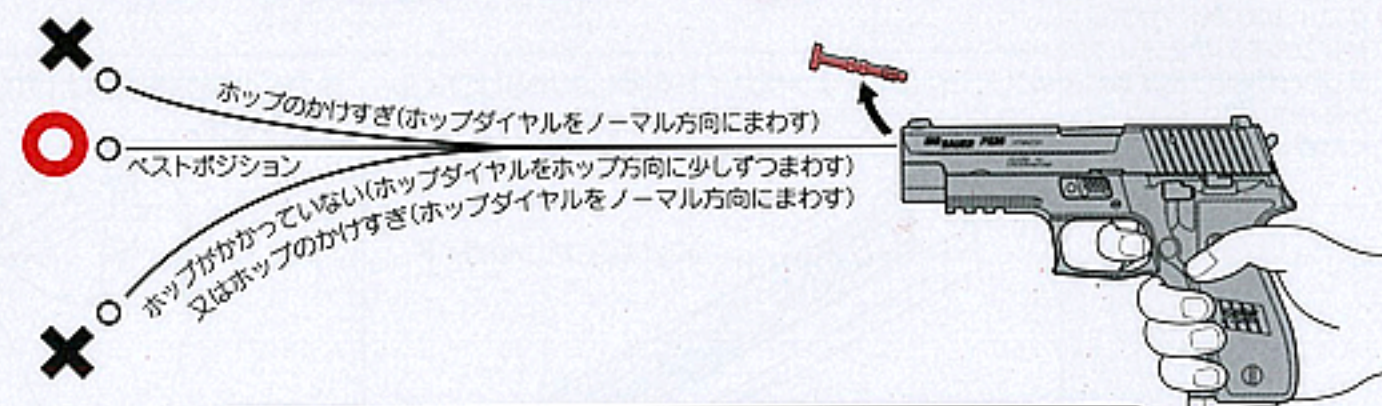 ホップのかけすぎ(ホップダイヤルをノーマル方向にまわす)
ベストポジション
ホップがかかっていない(ホップダイヤルをホップ方向に少しずつまわす)
又はホップのかけすぎ(ホップダイヤルをノーマル方向にまわす)